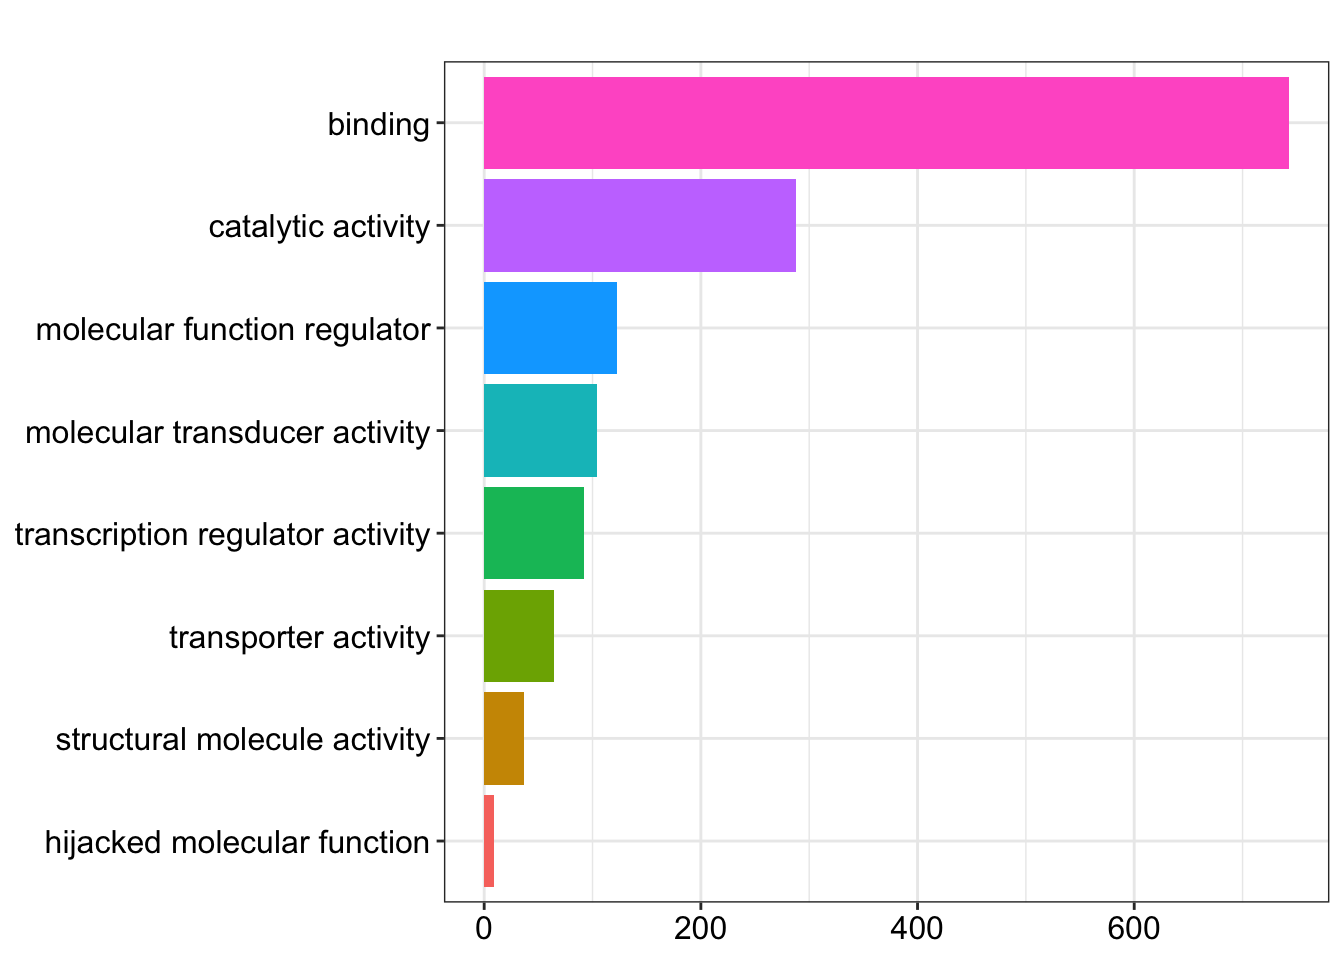 binding
catalytic activity
molecular function regulator
molecular transducer activity
transcription regulator activity
transporter activity
structural molecule activity
hijacked molecular function
0 200 400 600